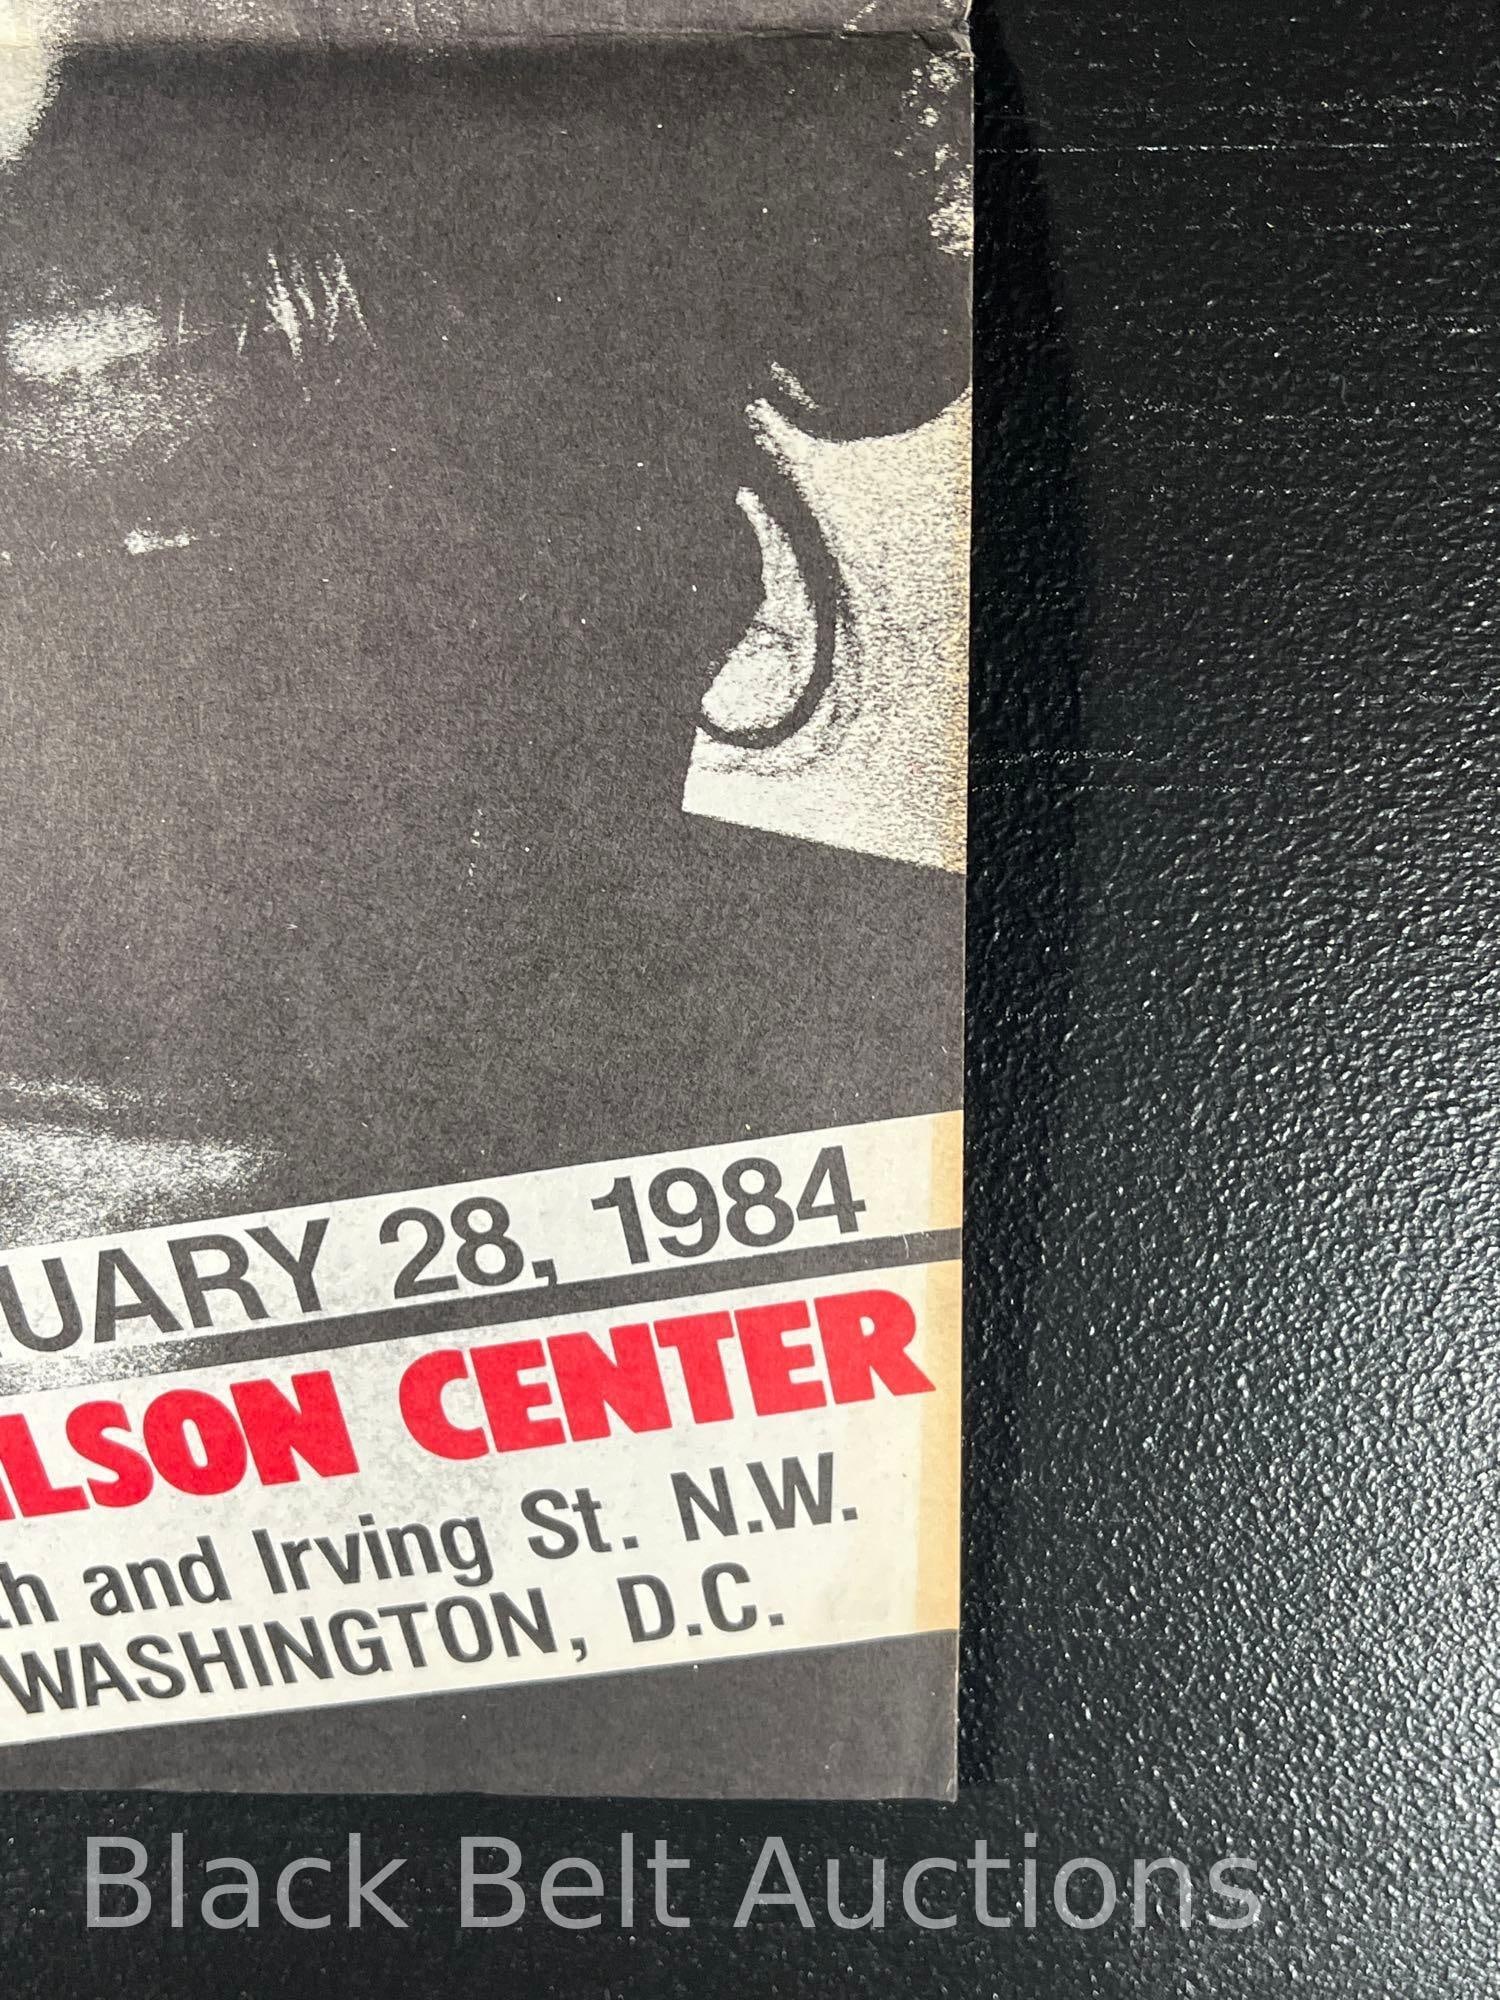 UARY 28, 1984
ILSON CENTER
th and Irving St. N.W.
WASHINGTON, D.C.
Black Belt Auctions